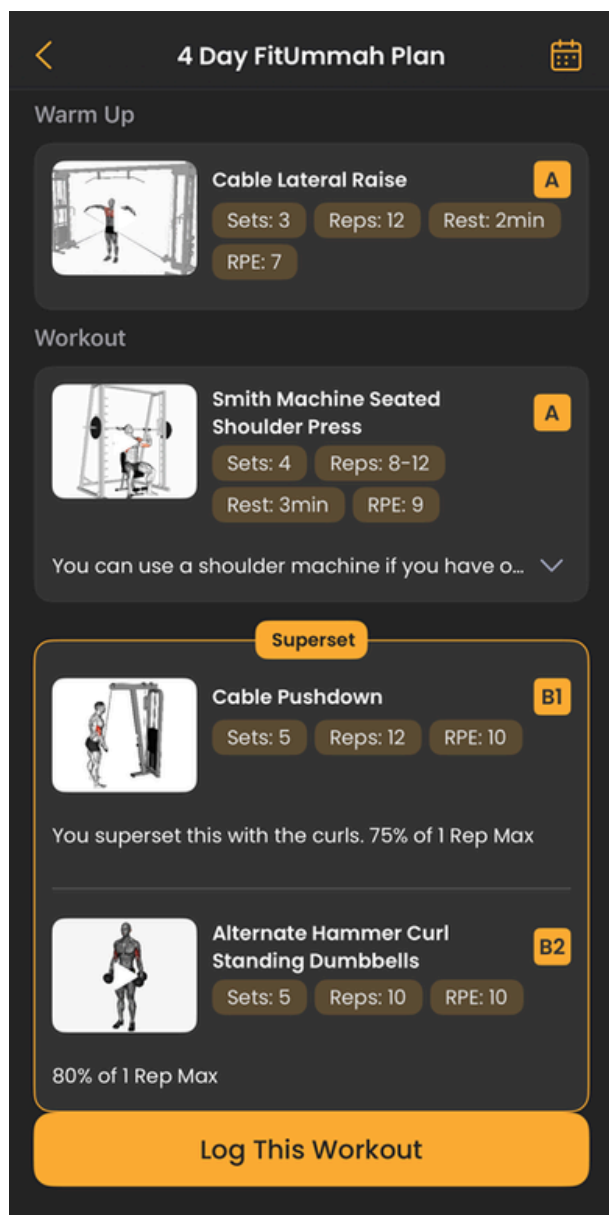 4 Day FitUmmah Plan
Warm Up
Cable Lateral Raise
A
Sets: 3
Reps: 12
Rest: 2min
RPE: 7
Workout
Smith Machine Seated
Shoulder Press
A
Sets: 4
Reps: 8-12
Rest: 3min
RPE: 9
You can use a shoulder machine if you have o...
Superset
Cable Pushdown
B1
Sets: 5
Reps: 12
RPE: 10
You superset this with the curls. 75% of 1 Rep Max
Alternate Hammer Curl
Standing Dumbbells
B2
Sets: 5
Reps: 10
RPE: 10
80% of 1 Rep Max
Log This Workout